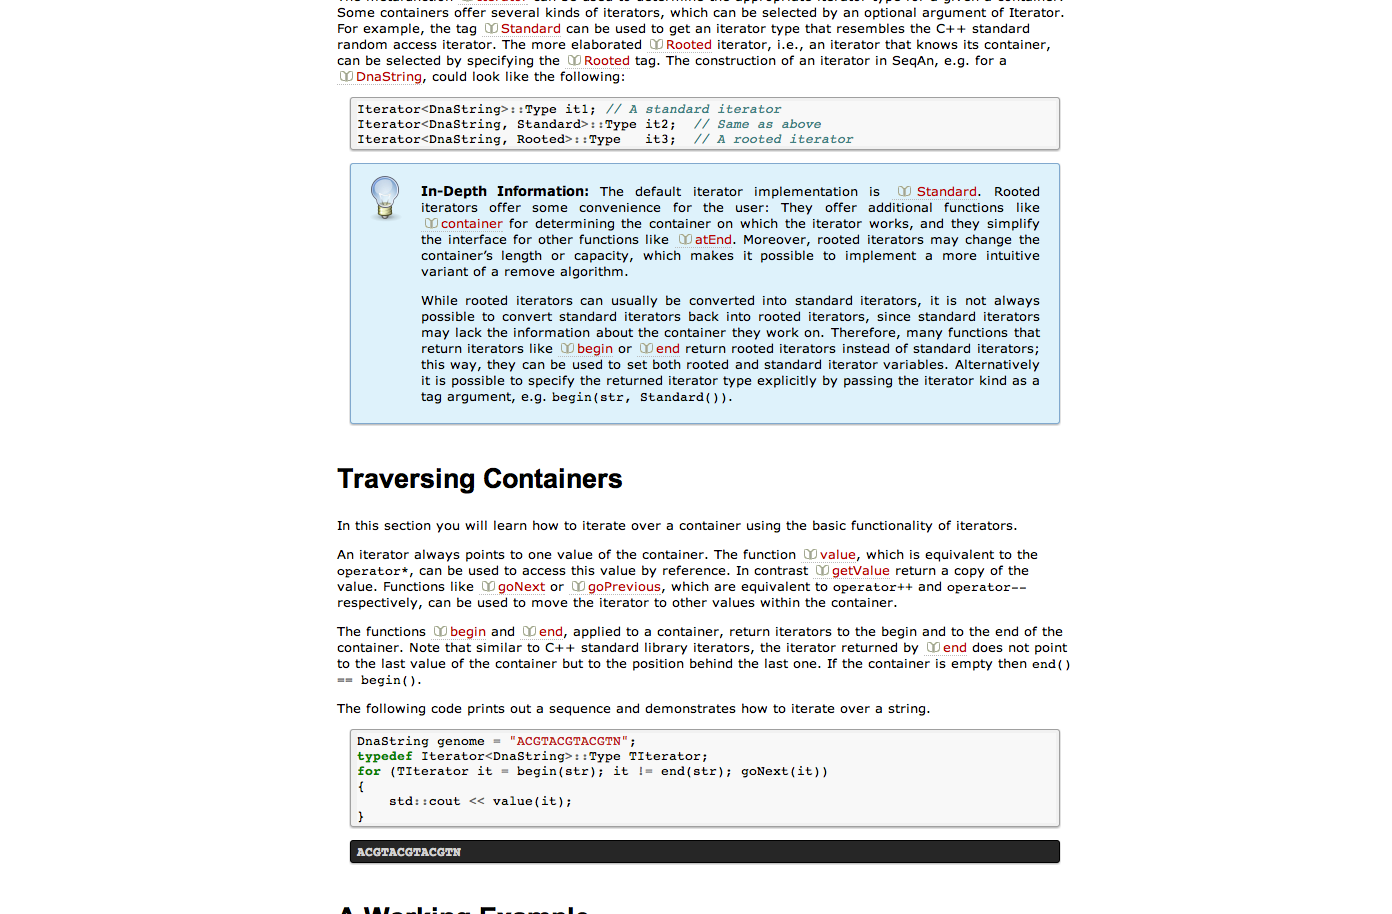 Some containers offer several kinds of iterators, which can be selected by an optional argument of Iterator.
For example, the tag Standard can be used to get an iterator type that resembles the C++ standard
random access iterator. The more elaborated Rooted iterator, i.e., an iterator that knows its container,
can be selected by specifying the Rooted tag. The construction of an iterator in SeqAn, e.g. for a
DnaString, could look like the following:
Iterator<DnaString>::Type it1; // A standard iterator
Iterator<DnaString, Standard>::Type it2;  // Same as above
Iterator<DnaString, Rooted>::Type   it3;  // A rooted iterator
In-Depth Information: The default iterator implementation is Standard. Rooted
iterators offer some convenience for the user: They offer additional functions like
container for determining the container on which the iterator works, and they simplify
the interface for other functions like atEnd. Moreover, rooted iterators may change the
container's length or capacity, which makes it possible to implement a more intuitive
variant of a remove algorithm.
While rooted iterators can usually be converted into standard iterators, it is not always
possible to convert standard iterators back into rooted iterators, since standard iterators
may lack the information about the container they work on. Therefore, many functions that
return iterators like begin or end return rooted iterators instead of standard iterators;
this way, they can be used to set both rooted and standard iterator variables. Alternatively
it is possible to specify the returned iterator type explicitly by passing the iterator kind as a
tag argument, e.g. begin(str, Standard()).
Traversing Containers
In this section you will learn how to iterate over a container using the basic functionality of iterators.
An iterator always points to one value of the container. The function value, which is equivalent to the
operator*, can be used to access this value by reference. In contrast getValue return a copy of the
value. Functions like goNext or goPrevious, which are equivalent to operator++ and operator--
respectively, can be used to move the iterator to other values within the container.
The functions begin and end, applied to a container, return iterators to the begin and to the end of the
container. Note that similar to C++ standard library iterators, the iterator returned by end does not point
to the last value of the container but to the position behind the last one. If the container is empty then end()
== begin().
The following code prints out a sequence and demonstrates how to iterate over a string.
DnaString genome = "ACGTACGTACGTN";
typedef Iterator<DnaString>::Type TIterator;
for (TIterator it = begin(str); it != end(str); goNext(it))
{
    std::cout << value(it);
}
ACGTACGTACGTN
A Working Example